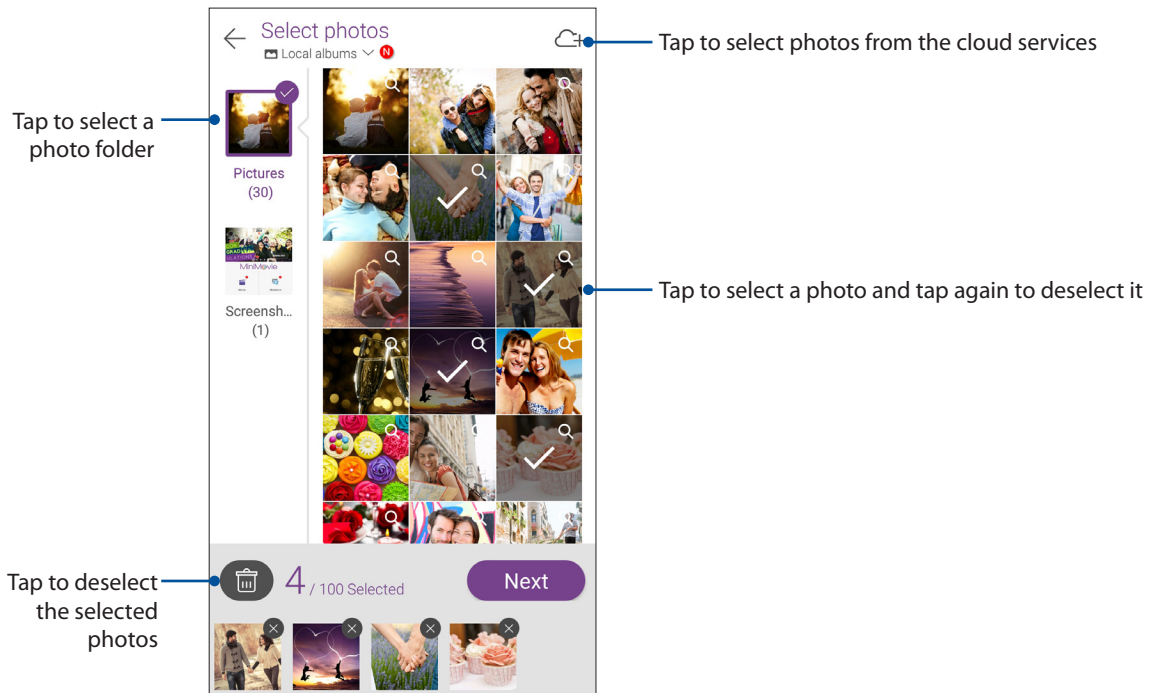 Select photos
Local albums
N
Tap to select photos from the cloud services
Tap to select a
photo folder
Pictures
(30)
MiniMovie
Screensh...
(1)
Tap to select a photo and tap again to deselect it
Tap to deselect
the selected
photos
4 / 100 Selected
Next